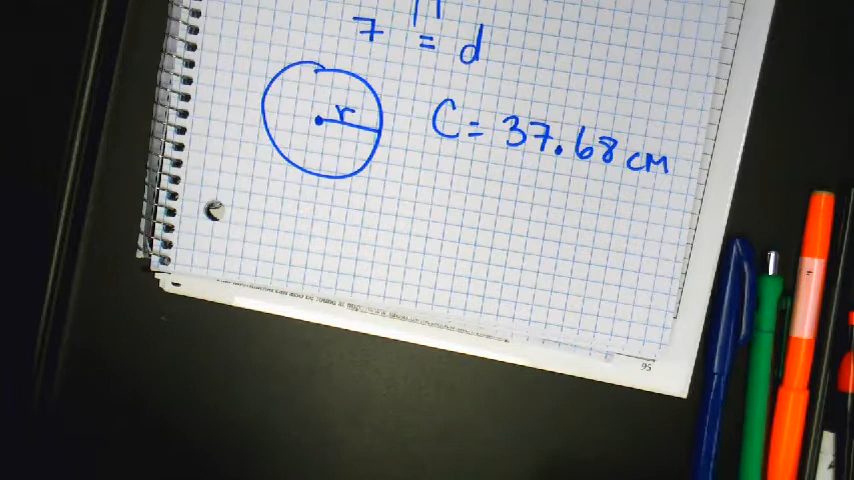 7 = d
r
C = 37.68 cm
95